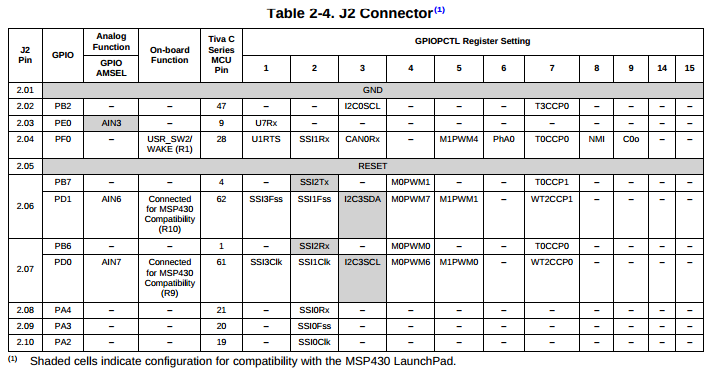 Table 2-4. J2 Connector(1)
J2 Pin | GPIO | Analog Function GPIO AMSEL | On-board Function | Tiva C Series MCU Pin | GPIOPCTL Register Setting
1 | 2 | 3 | 4 | 5 | 6 | 7 | 8 | 9 | 14 | 15
2.01 | GND
2.02 | PB2 | – | – | 47 | – | – | I2C0SCL | – | – | – | T3CCP0 | – | – | – | –
2.03 | PE0 | AIN3 | – | 9 | U7Rx | – | – | – | – | – | – | – | – | – | –
2.04 | PF0 | – | USR_SW2/ WAKE (R1) | 28 | U1RTS | SSI1Rx | CAN0Rx | – | M1PWM4 | PhA0 | T0CCP0 | NMI | C0o | – | –
2.05 | RESET
2.06 | PB7 | – | – | 4 | – | SSI2Tx | – | M0PWM1 | – | – | T0CCP1 | – | – | – | –
PD1 | AIN6 | Connected for MSP430 Compatibility (R10) | 62 | SSI3Fss | SSI1Fss | I2C3SDA | M0PWM7 | M1PWM1 | – | WT2CCP1 | – | – | – | –
2.07 | PB6 | – | – | 1 | – | SSI2Rx | – | M0PWM0 | – | – | T0CCP0 | – | – | – | –
PD0 | AIN7 | Connected for MSP430 Compatibility (R9) | 61 | SSI3Clk | SSI1Clk | I2C3SCL | M0PWM6 | M1PWM0 | – | WT2CCP0 | – | – | – | –
2.08 | PA4 | – | – | 21 | – | SSI0Rx | – | – | – | – | – | – | – | – | –
2.09 | PA3 | – | – | 20 | – | SSI0Fss | – | – | – | – | – | – | – | – | –
2.10 | PA2 | – | – | 19 | – | SSI0Clk | – | – | – | – | – | – | – | – | –
(1) Shaded cells indicate configuration for compatibility with the MSP430 LaunchPad.